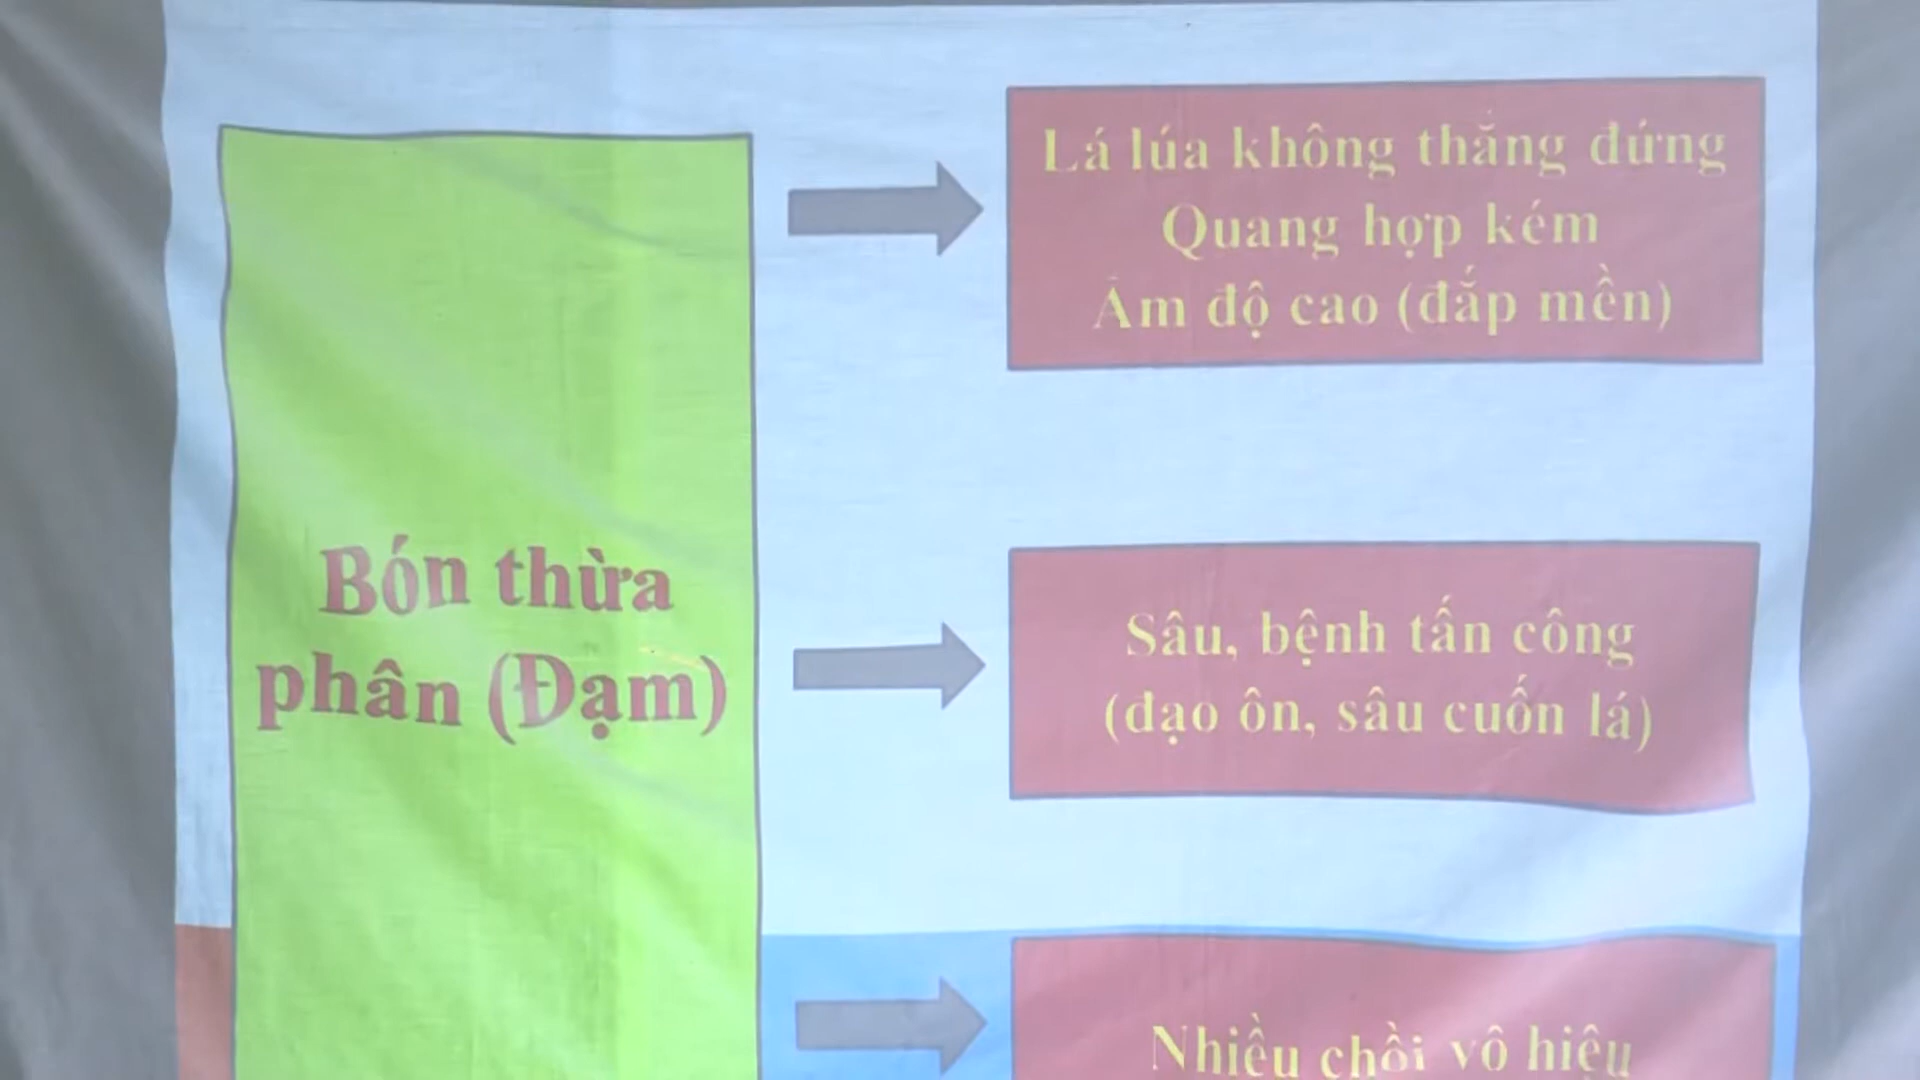 Bón thừa
phân (Đạm)
Lá lúa không thẳng đứng
Quang hợp kém
Ẩm độ cao (đắp mền)
Sâu, bệnh tấn công
(đạo ôn, sâu cuốn lá)
Nhiều chồi vô hiệu